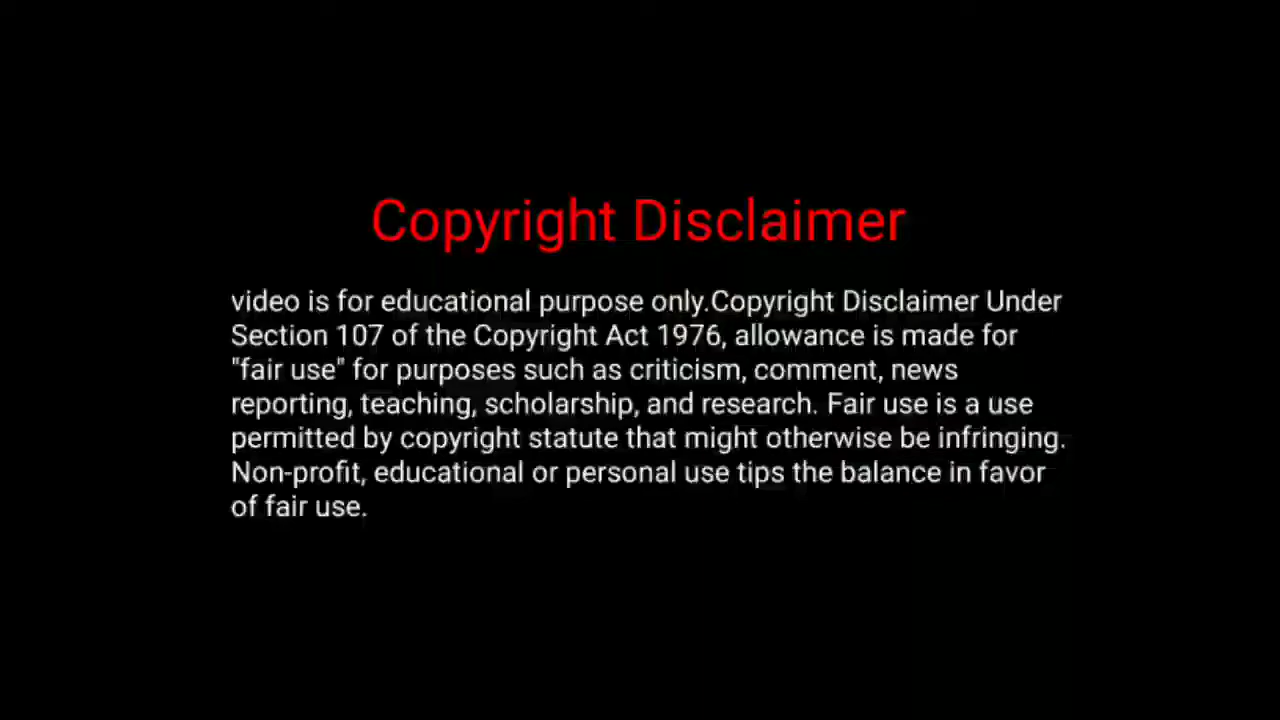 Copyright Disclaimer
video is for educational purpose only.Copyright Disclaimer Under
Section 107 of the Copyright Act 1976, allowance is made for
"fair use" for purposes such as criticism, comment, news
reporting, teaching, scholarship, and research. Fair use is a use
permitted by copyright statute that might otherwise be infringing.
Non-profit, educational or personal use tips the balance in favor
of fair use.